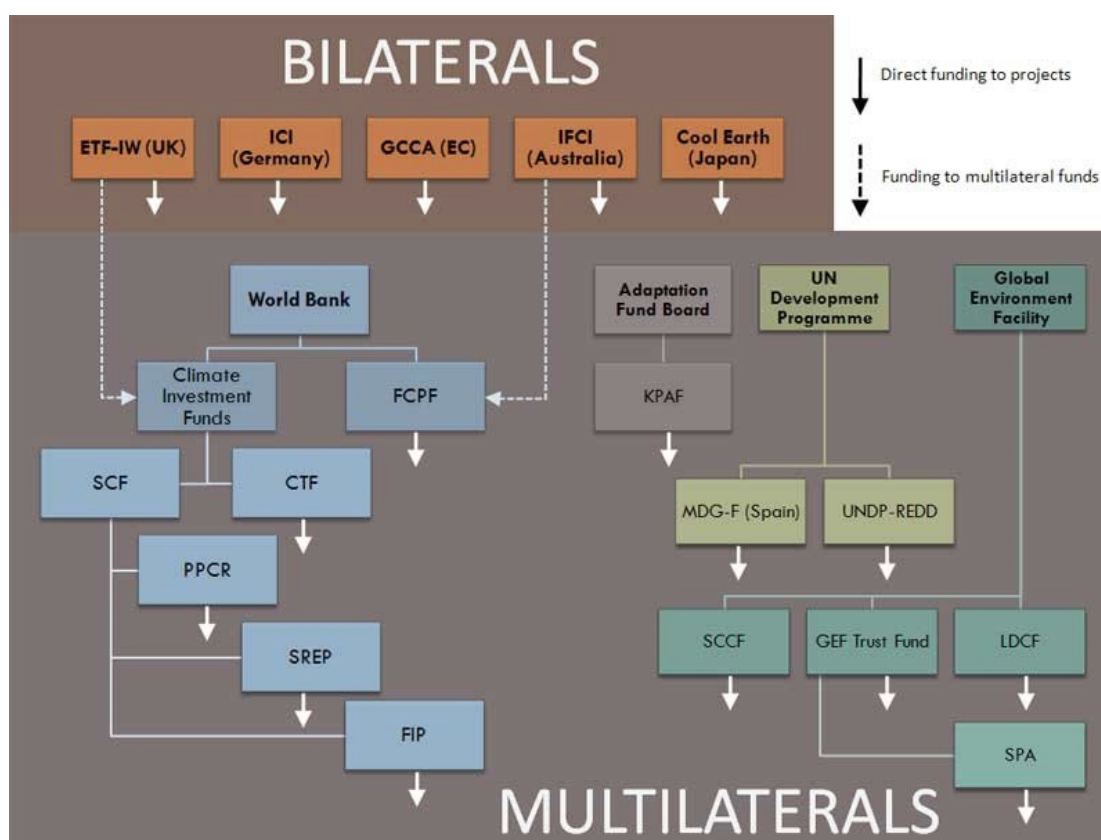 BILATERALS
Direct funding to projects
Funding to multilateral funds
ETF-IW (UK)
ICI
(Germany)
GCCA (EC)
IFCI
(Australia)
Cool Earth
(Japan)
World Bank
Adaptation
Fund Board
UN
Development
Programme
Global
Environment
Facility
Climate
Investment
Funds
FCPF
KPAF
SCF
CTF
MDG-F (Spain)
UNDP-REDD
PPCR
SCCF
GEF Trust Fund
LDCF
SREP
FIP
SPA
MULTILATERALS